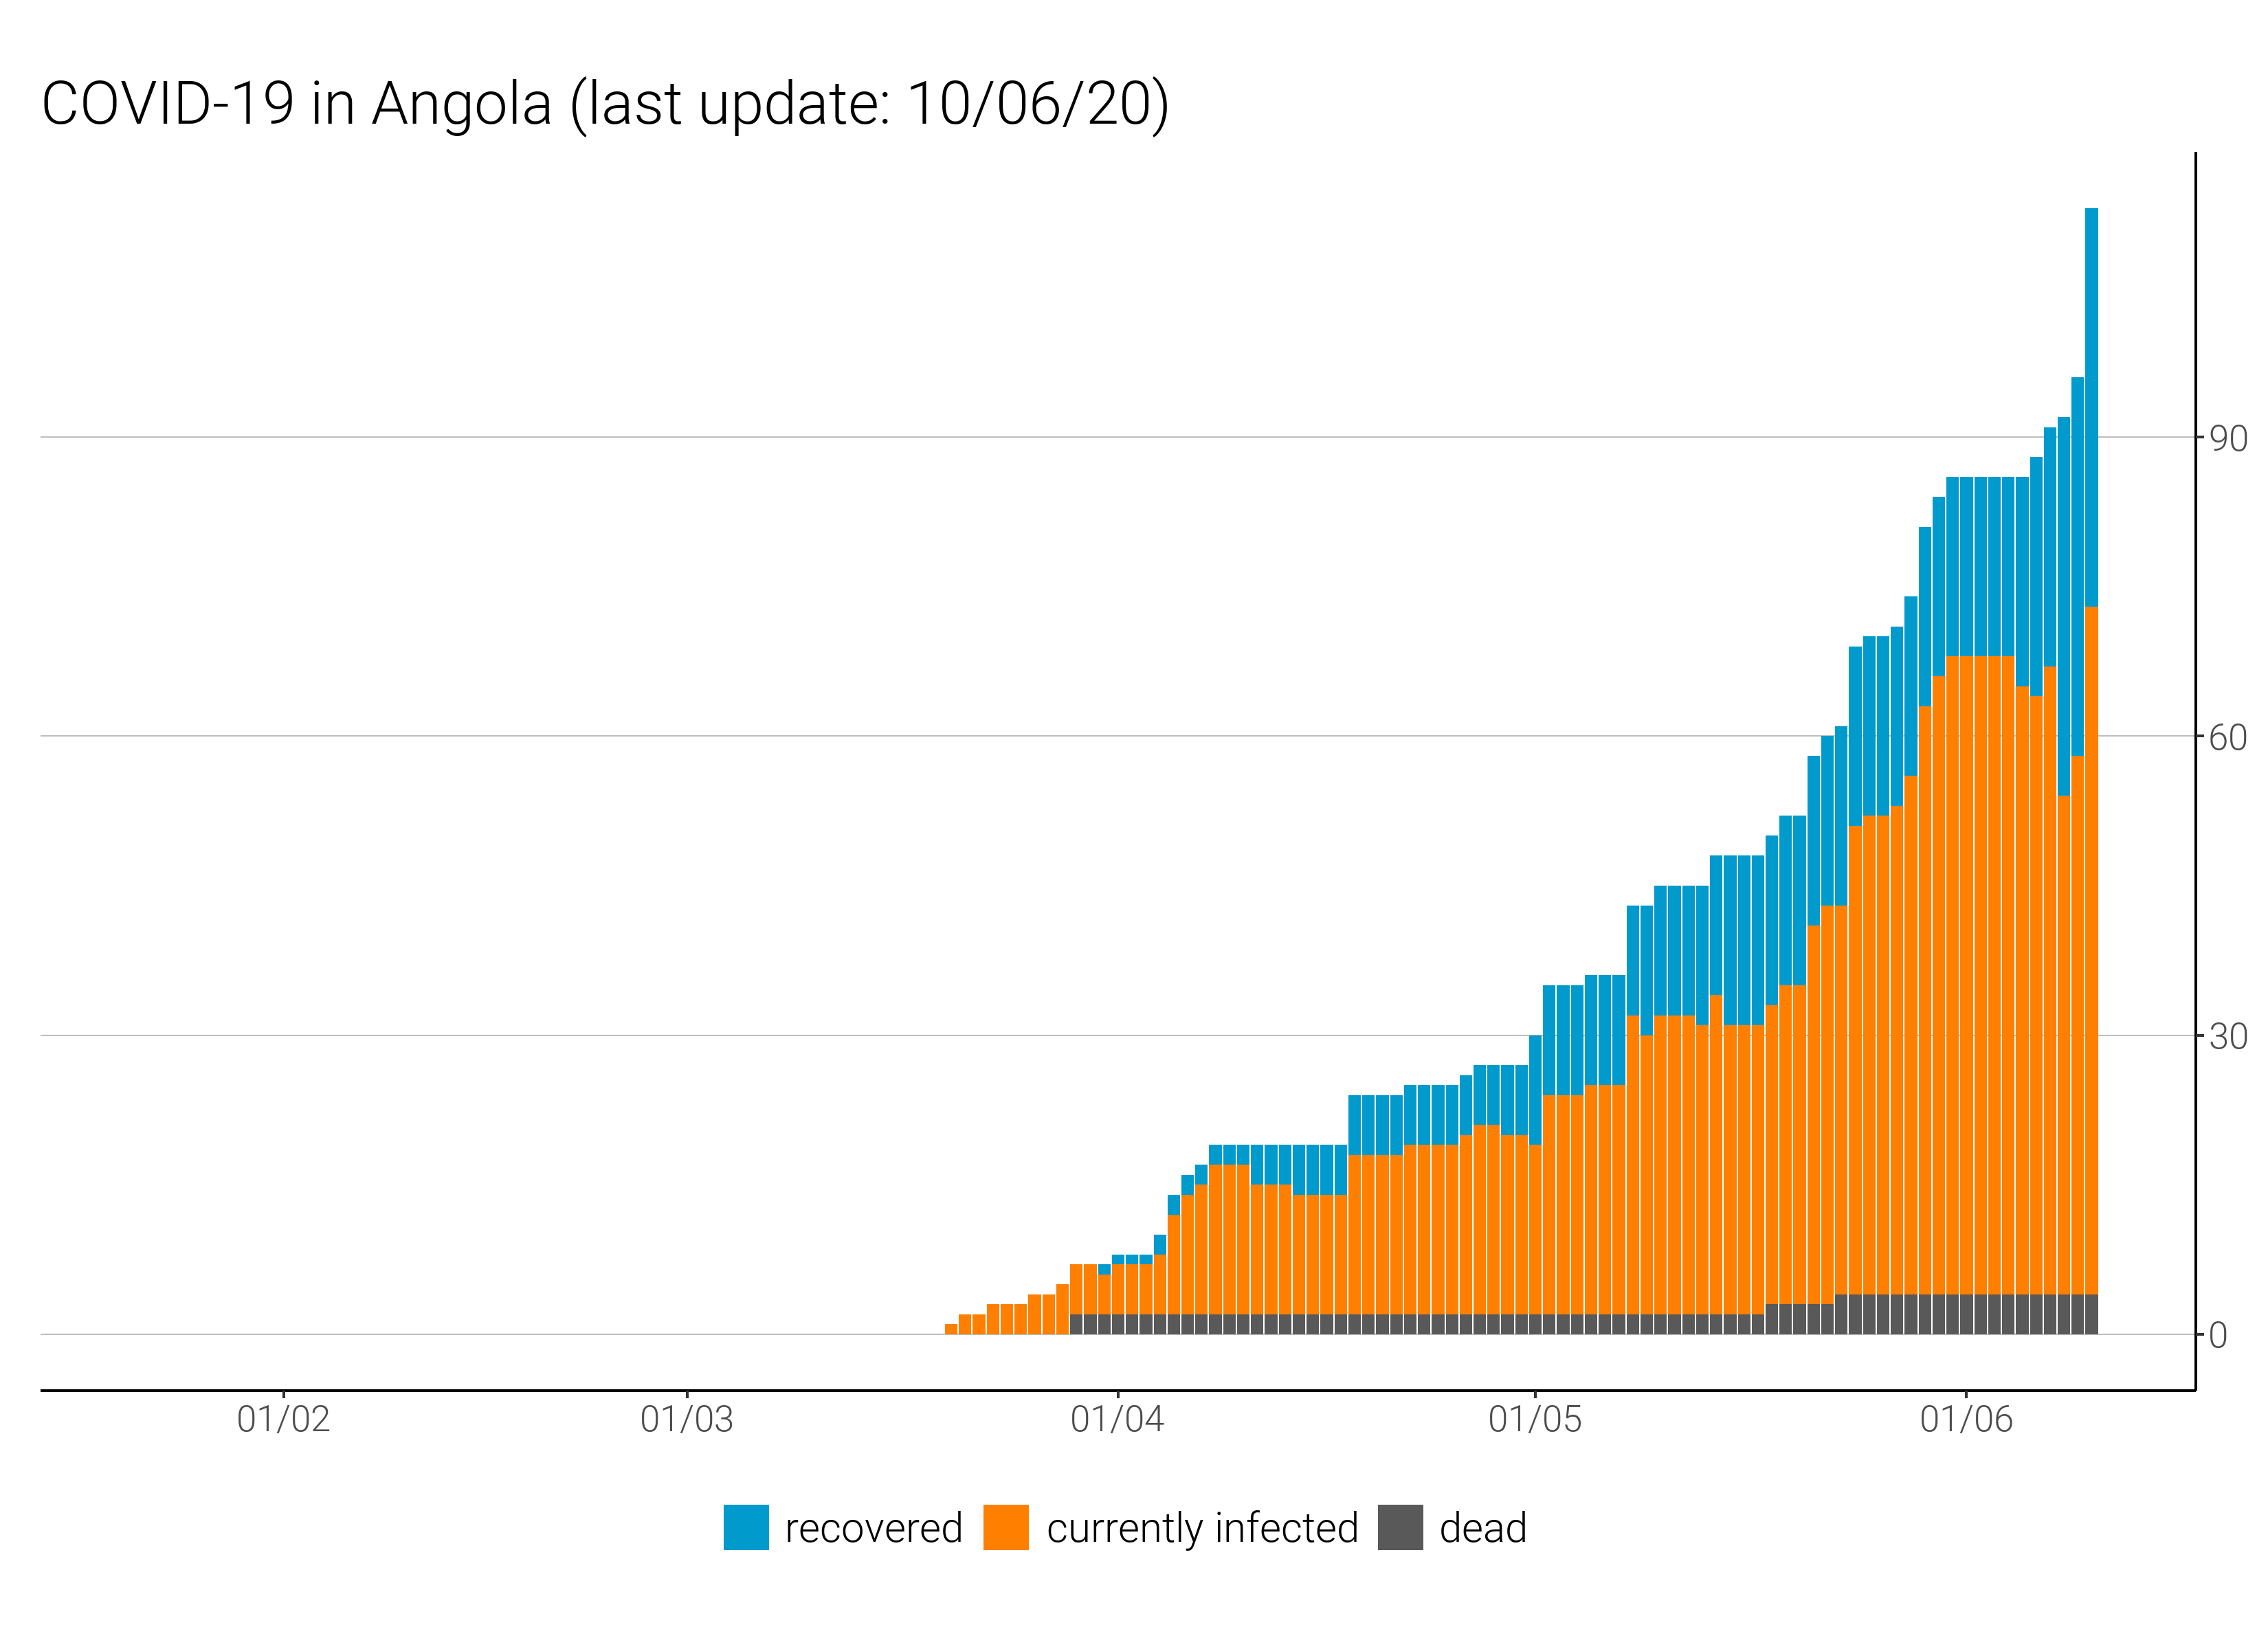 COVID-19 in Angola (last update: 10/06/20)
90
60
30
0
01/02 01/03 01/04 01/05 01/06
recovered currently infected dead